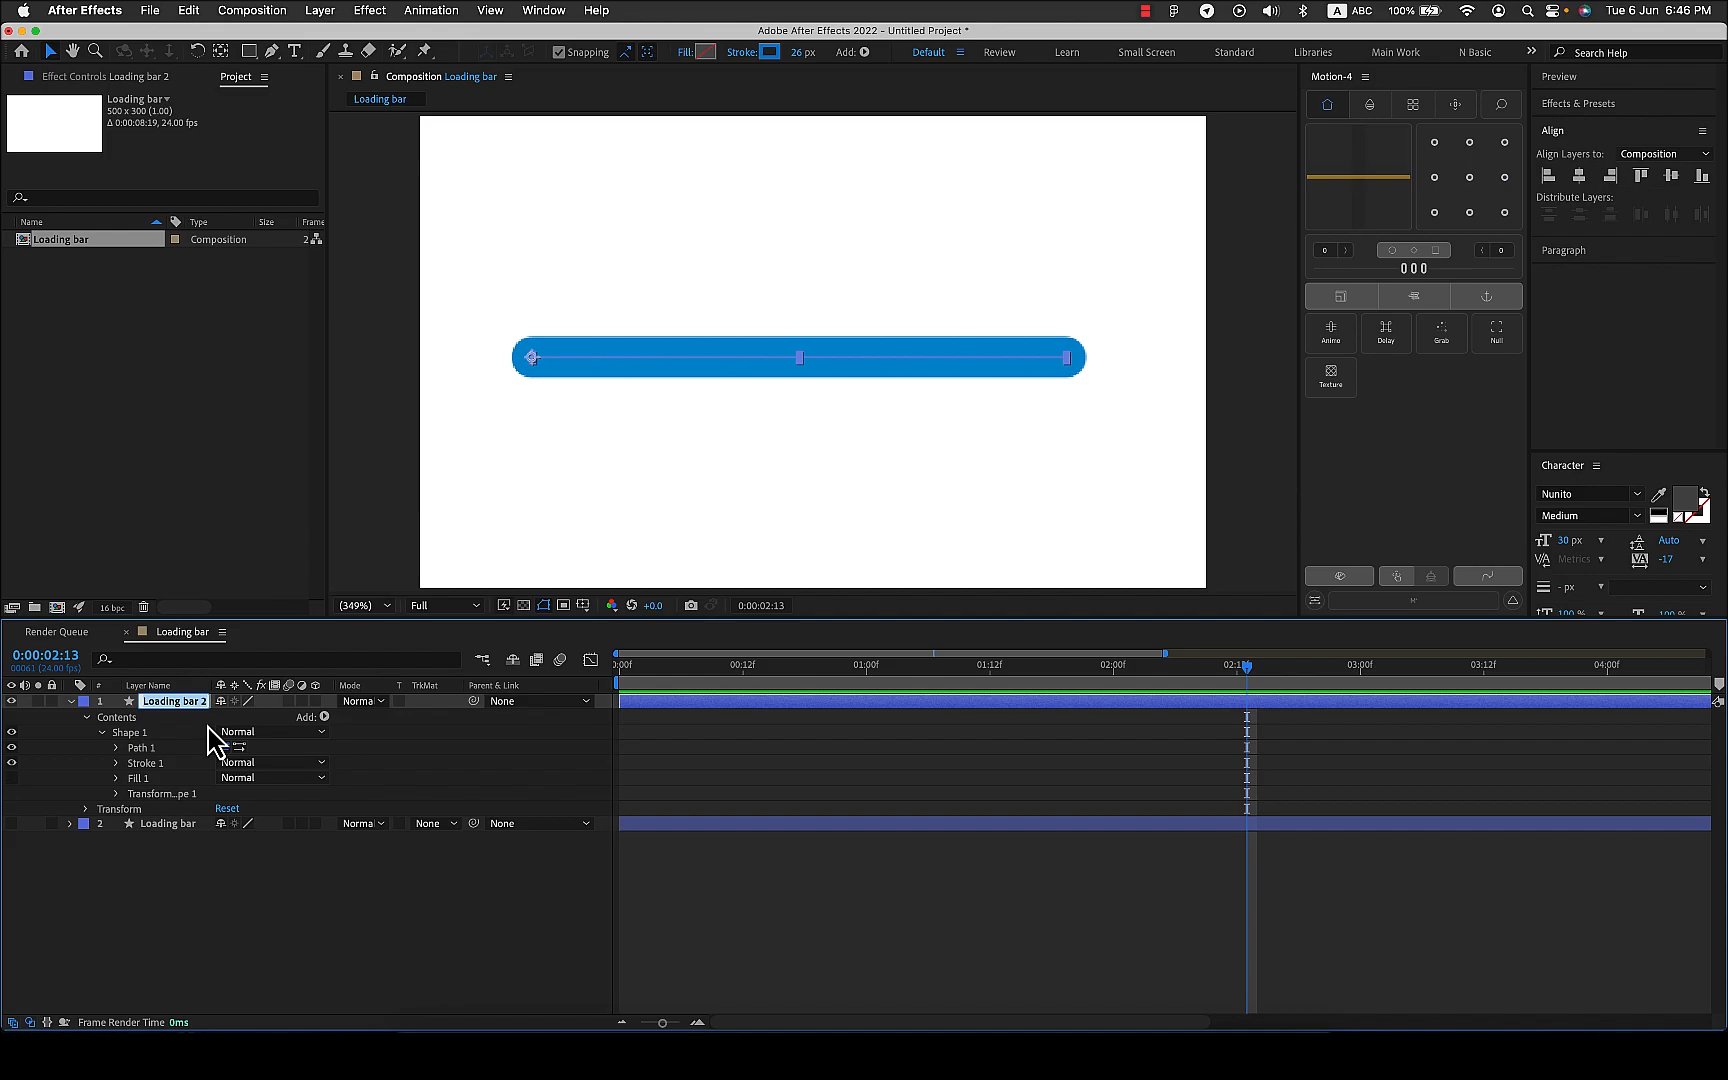 After Effects File Edit Composition Layer Effect Animation View Window Help A ABC 100% Tue 6 Jun 6:46 PM
Adobe After Effects 2022 - Untitled Project *
Snapping Fill: Stroke: 26 px Add: Default Review Learn Small Screen Standard Libraries Main Work N Basic Search Help
Effect Controls Loading bar 2 Project Composition Loading bar Motion-4 Preview
Loading bar
500 x 300 (1.00)
Δ 0:00:08:19, 24.00 fps
Loading bar
Effects & Presets
Align
Align Layers to: Composition
Distribute Layers:
Name Type Size Frame
Loading bar Composition 2
0 0
000
Paragraph
Animo Delay Grab Null
Texture
Character
Nunito
Medium
30 px Auto
Metrics -17
- px
100 % 100 %
16 bpc
(349%) Full +0.0 0:00:02:13
Render Queue Loading bar
0:00:02:13
00061 (24.00 fps)
:00f 00:12f 01:00f 01:12f 02:00f 02:1 03:00f 03:12f 04:00f
# Layer Name Mode T TrkMat Parent & Link
1 Loading bar 2 Norma None
Contents Add:
Shape 1 Normal
Path 1
Stroke 1 Normal
Fill 1 Normal
Transform...pe 1
Transform Reset
2 Loading bar Norma None None
Frame Render Time 0ms